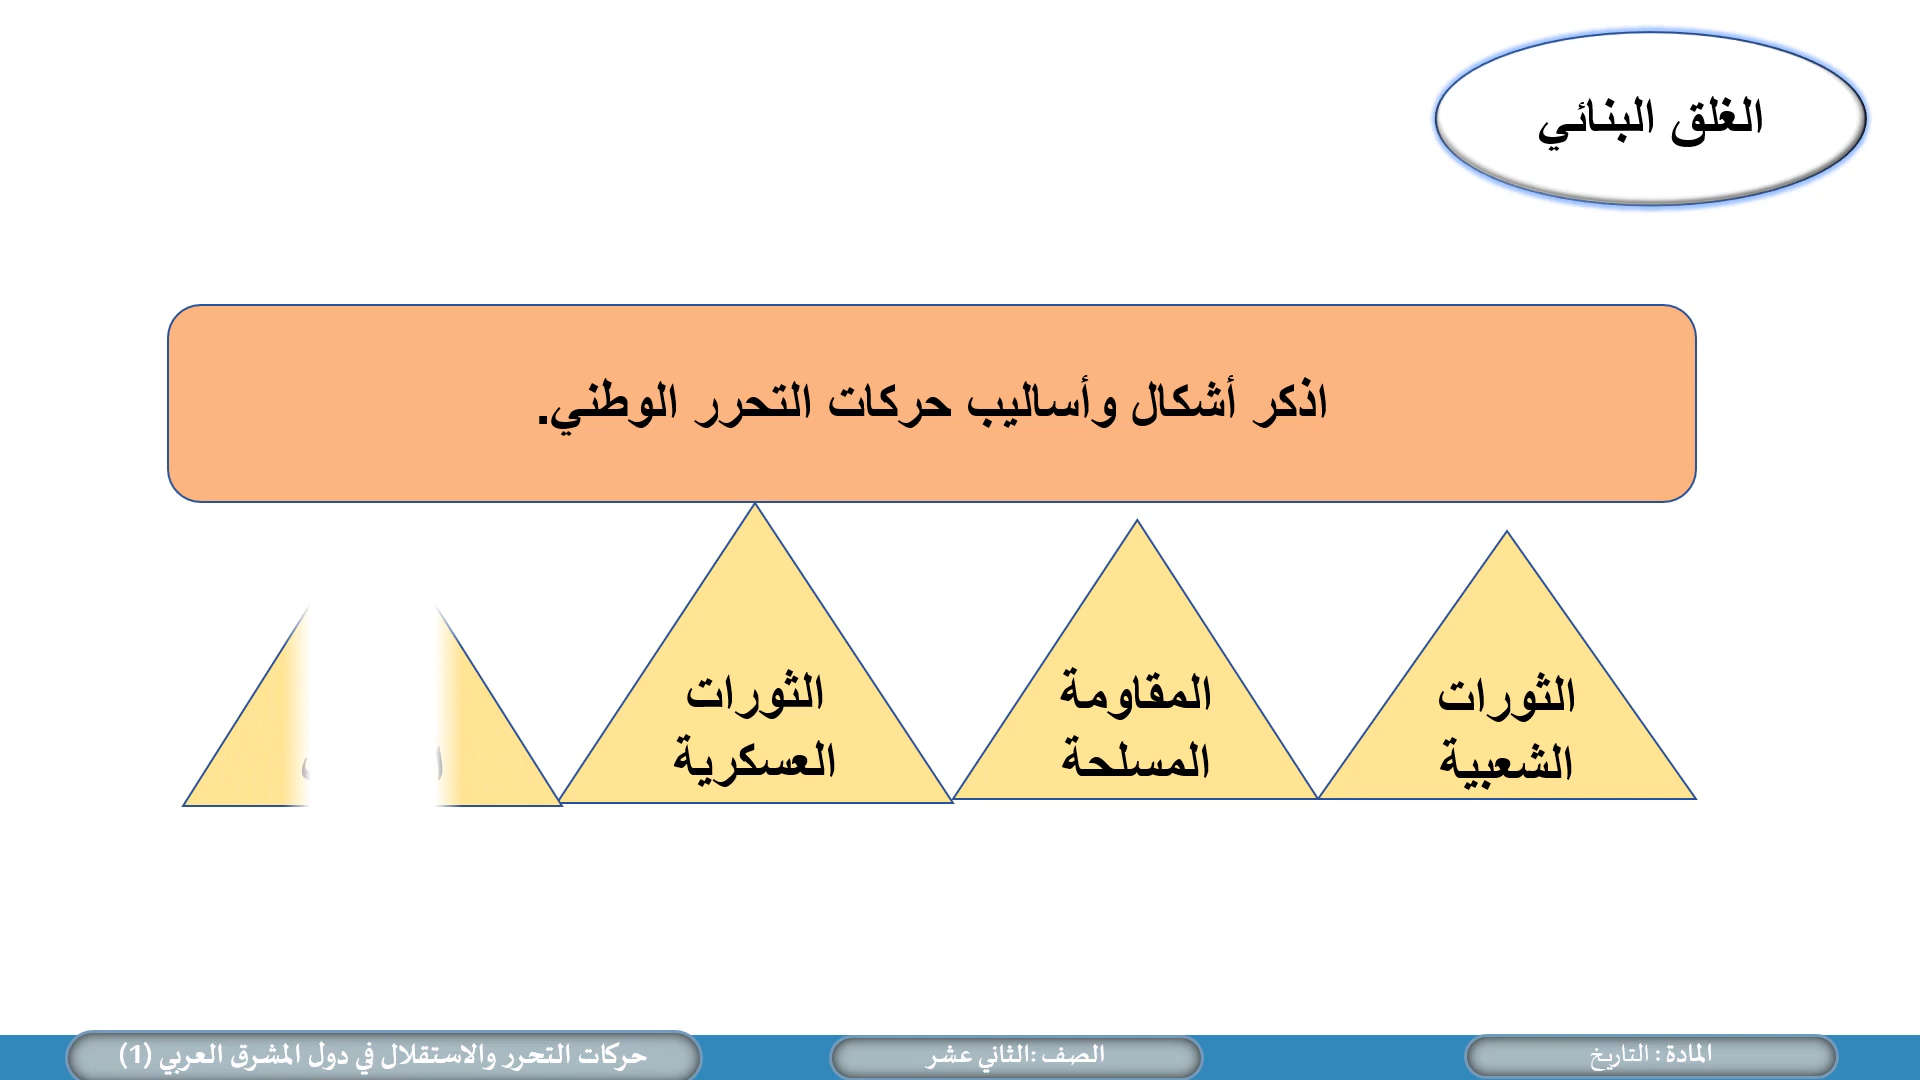 الغلق البنائي
اذكر أشكال وأساليب حركات التحرر الوطني.
الثورات
الشعبية
المقاومة
المسلحة
الثورات
العسكرية
المادة : التاريخ
الصف :الثاني عشر
حركات التحرر والاستقلال في دول المشرق العربي (1)